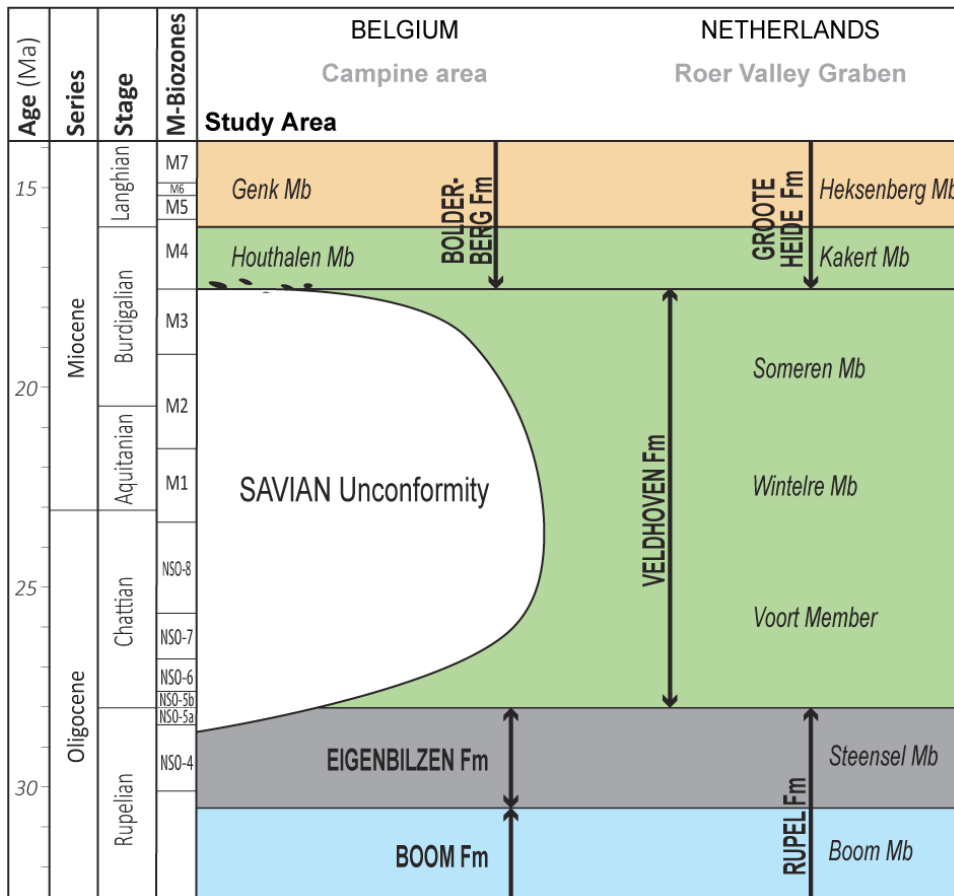 BELGIUM
NETHERLANDS
Campine area
Roer Valley Graben
Study Area
Age (Ma)
Series
Stage
M-Biozones
15
20
25
30
Miocene
Oligocene
Langhian
Burdigalian
Aquitanian
Chattian
Rupelian
M7
M6
M5
M4
M3
M2
M1
NSO-8
NSO-7
NSO-6
NSO-5b
NSO-5a
NSO-4
Genk Mb
BOLDER-
BERG Fm
GROOTE
HEIDE Fm
Heksenberg Mb
Houthalen Mb
Kakert Mb
Someren Mb
SAVIAN Unconformity
VELDHOVEN Fm
Wintelre Mb
Voort Member
EIGENBILZEN Fm
Steensel Mb
RUPEL Fm
BOOM Fm
Boom Mb